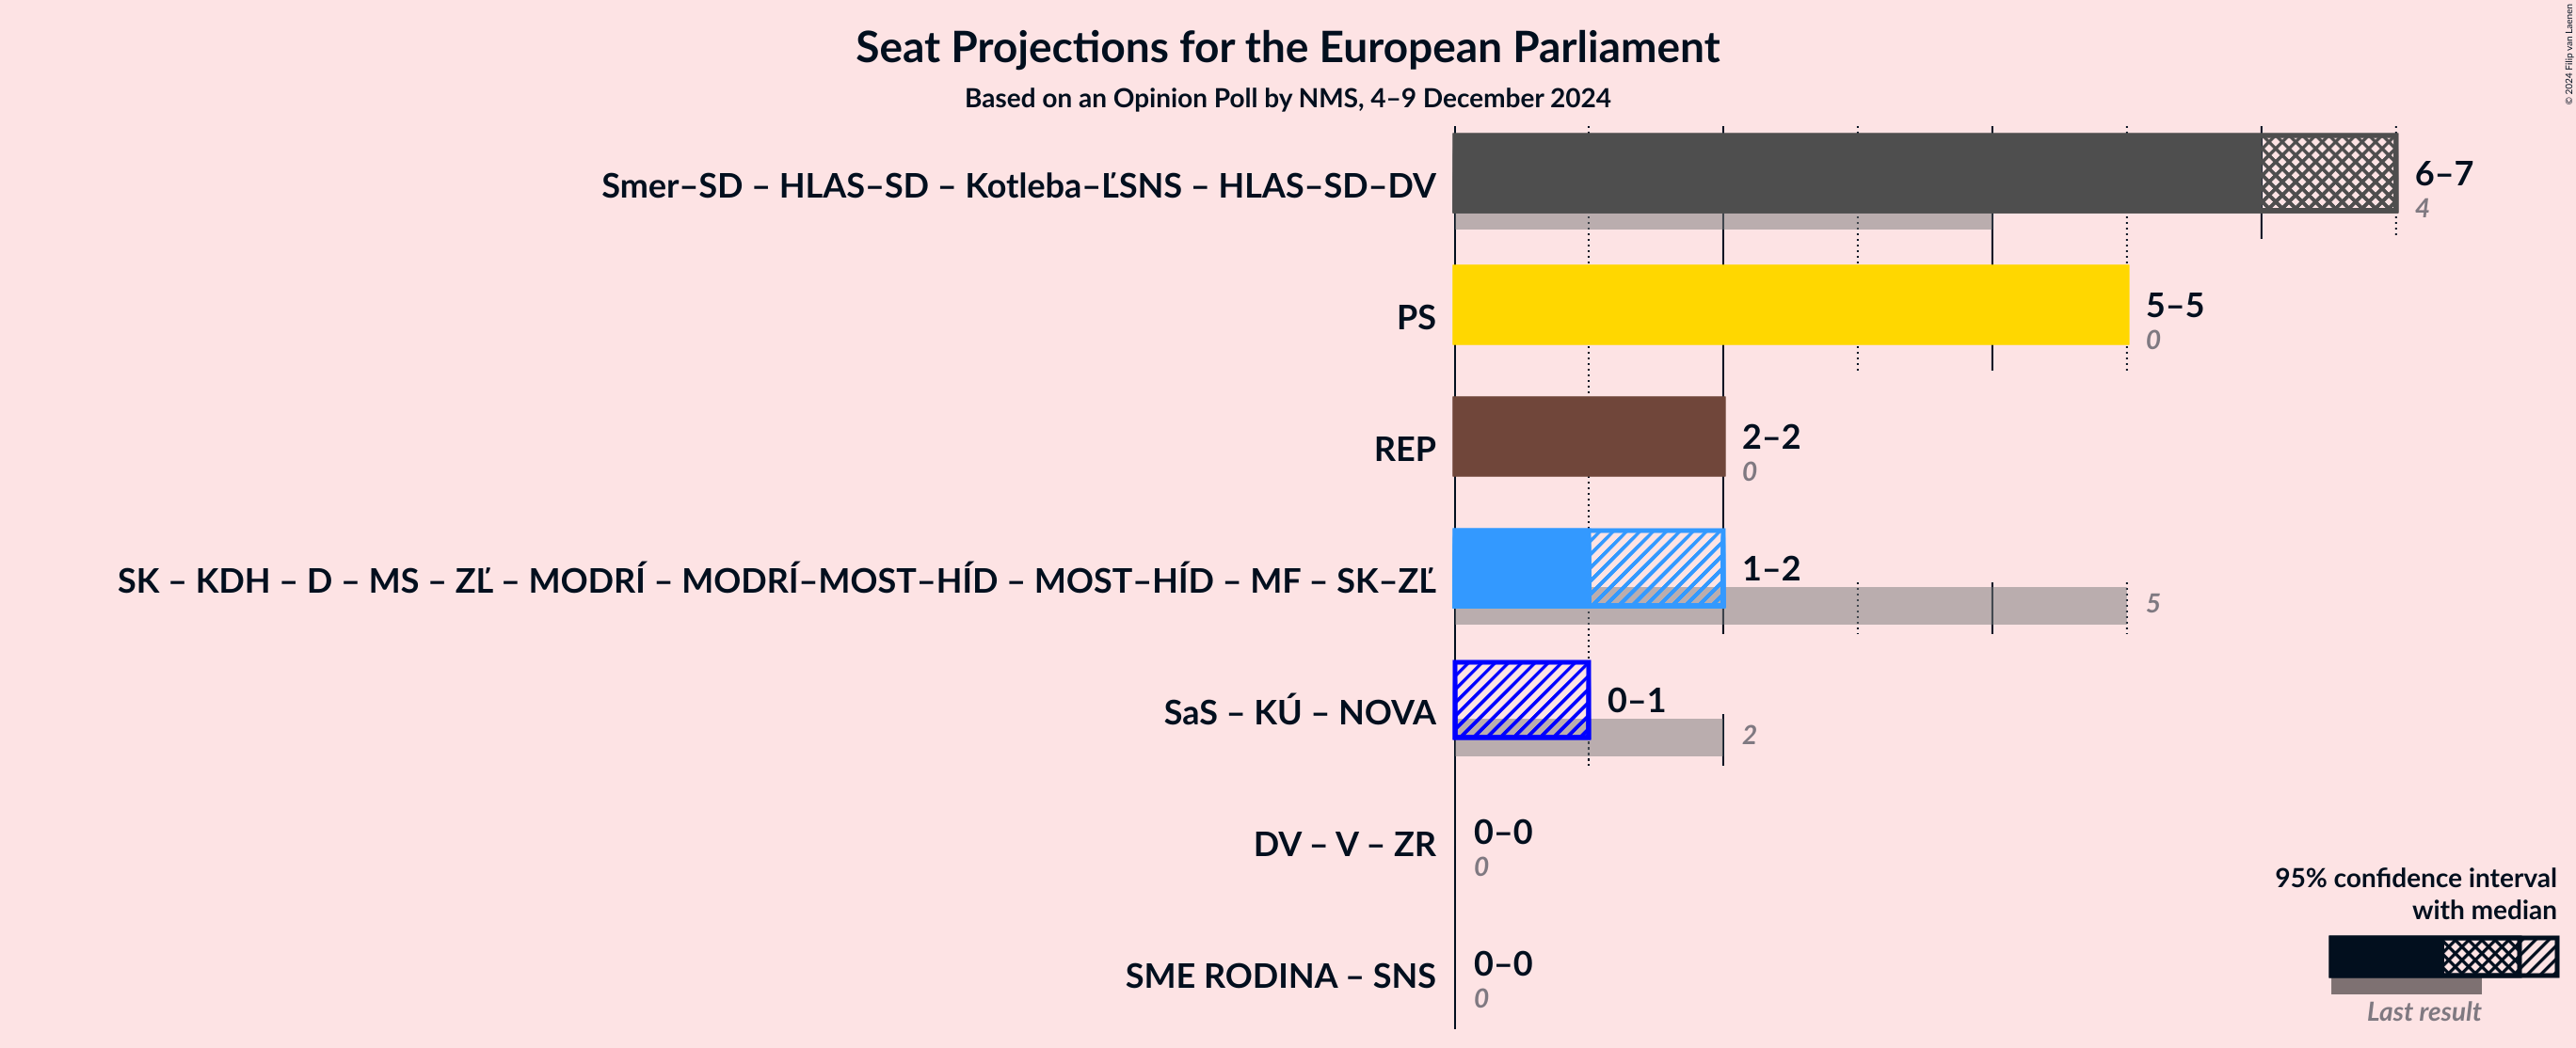 Seat Projections for the European Parliament
Based on an Opinion Poll by NMS, 4–9 December 2024
© 2024 Filip van Laenen
Smer–SD – HLAS–SD – Kotleba–ĽSNS – HLAS–SD–DV
6–7
4
PS
5–5
0
REP
2–2
0
SK – KDH – D – MS – ZĽ – MODRÍ – MODRÍ–MOST–HÍD – MOST–HÍD – MF – SK–ZĽ
1–2
5
SaS – KÚ – NOVA
0–1
2
DV – V – ZR
0–0
0
SME RODINA – SNS
0–0
0
95% confidence interval
with median
Last result